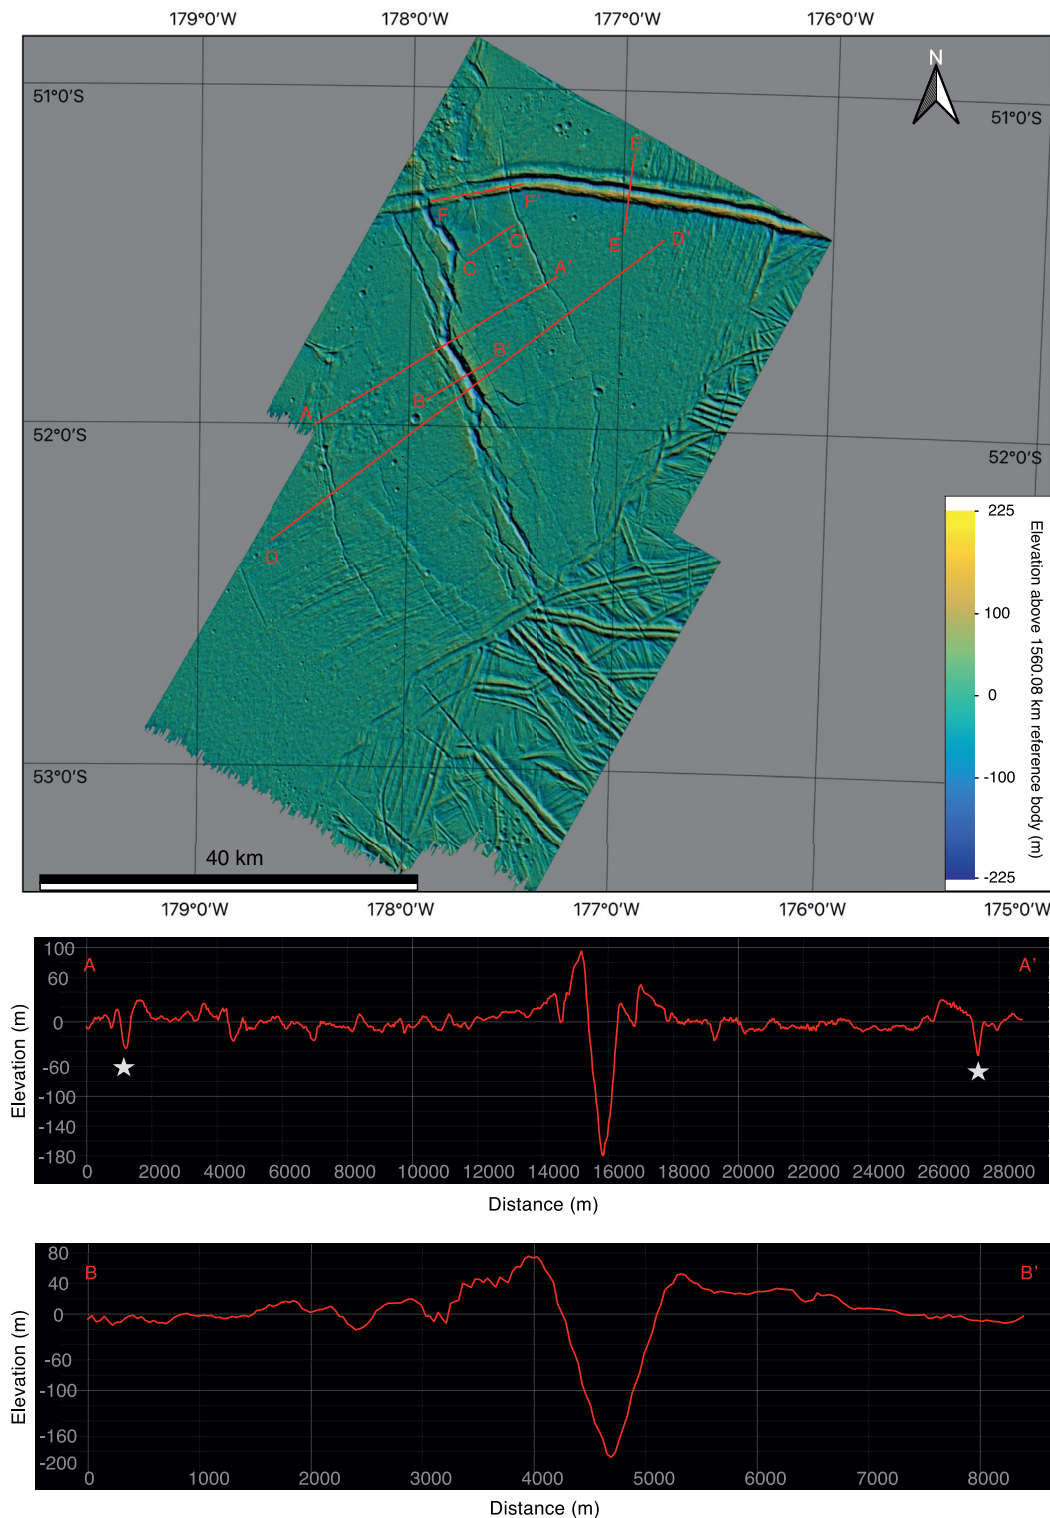 179°0′W 178°0′W 177°0′W 176°0′W
N
51°0′S
51°0′S
E'
F
F'
C'
C
E
D'
A'
B'
B
A
52°0′S
52°0′S
D
225
100
0
-100
-225
Elevation above 1560.08 km reference body (m)
53°0′S
40 km
179°0′W 178°0′W 177°0′W 176°0′W 175°0′W
A A'
100
60
0
-60
-100
-140
-180
Elevation (m)
0 2000 4000 6000 8000 10000 12000 14000 16000 18000 20000 22000 24000 26000 28000
Distance (m)
B B'
80
40
0
-60
-100
-160
-200
Elevation (m)
0 1000 2000 3000 4000 5000 6000 7000 8000
Distance (m)